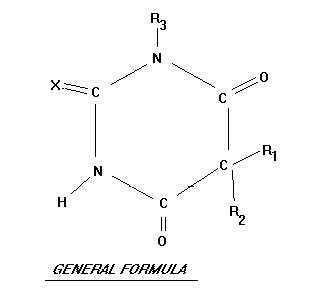 R3
N
X C C O
R1
N C
H C R2
O
GENERAL FORMULA